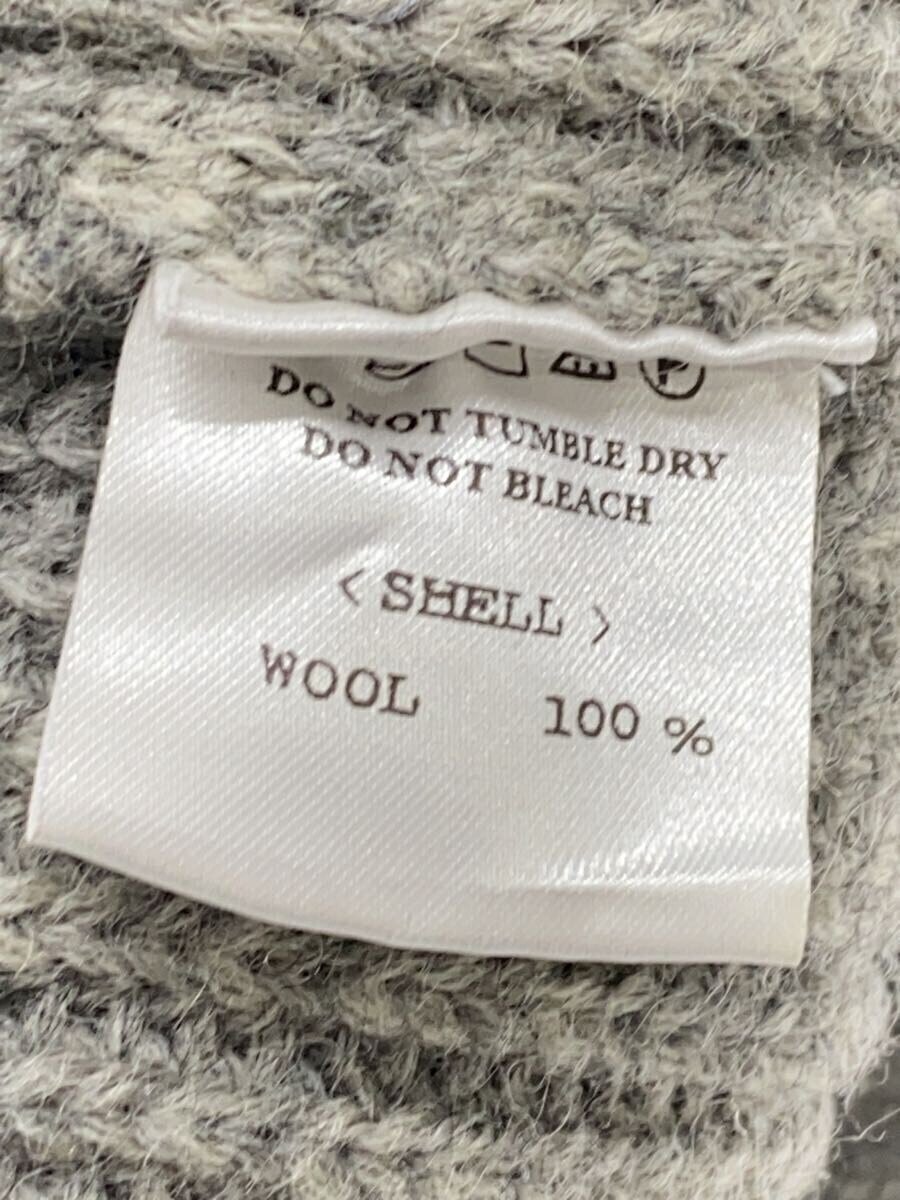 DO NOT TUMBLE DRY
DO NOT BLEACH
< SHELL >
WOOL 100 %